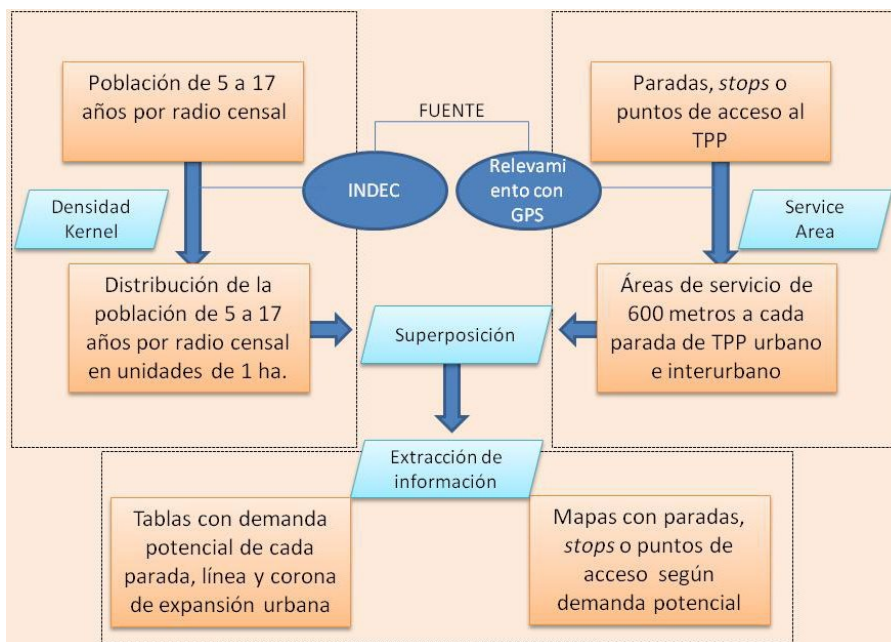 Población de 5 a 17
años por radio censal
FUENTE
Paradas, stops o
puntos de acceso al
TPP
INDEC
Relevami
ento con
GPS
Densidad
Kernel
Service
Area
Distribución de la
población de 5 a 17
años por radio censal
en unidades de 1 ha.
Superposición
Áreas de servicio de
600 metros a cada
parada de TPP urbano
e interurbano
Extracción de
información
Tablas con demanda
potencial de cada
parada, línea y corona
de expansión urbana
Mapas con paradas,
stops o puntos de
acceso según
demanda potencial